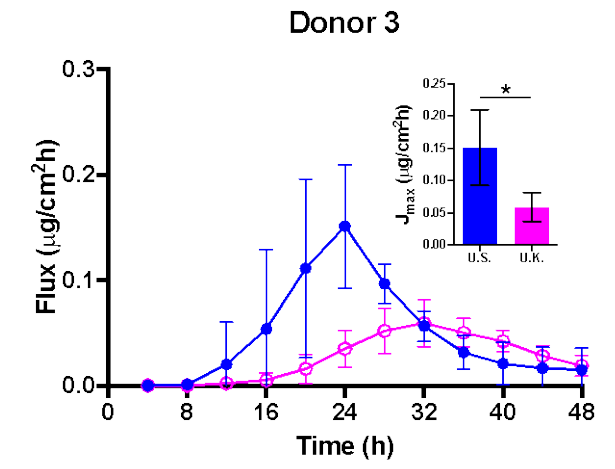 Donor 3
0.3
0.2
0.1
0.0
Flux (μg/cm²h)
0 8 16 24 32 40 48
Time (h)
0.25
0.20
0.15
0.10
0.05
0.00
Jmax (μg/cm²h)
*
U.S. U.K.